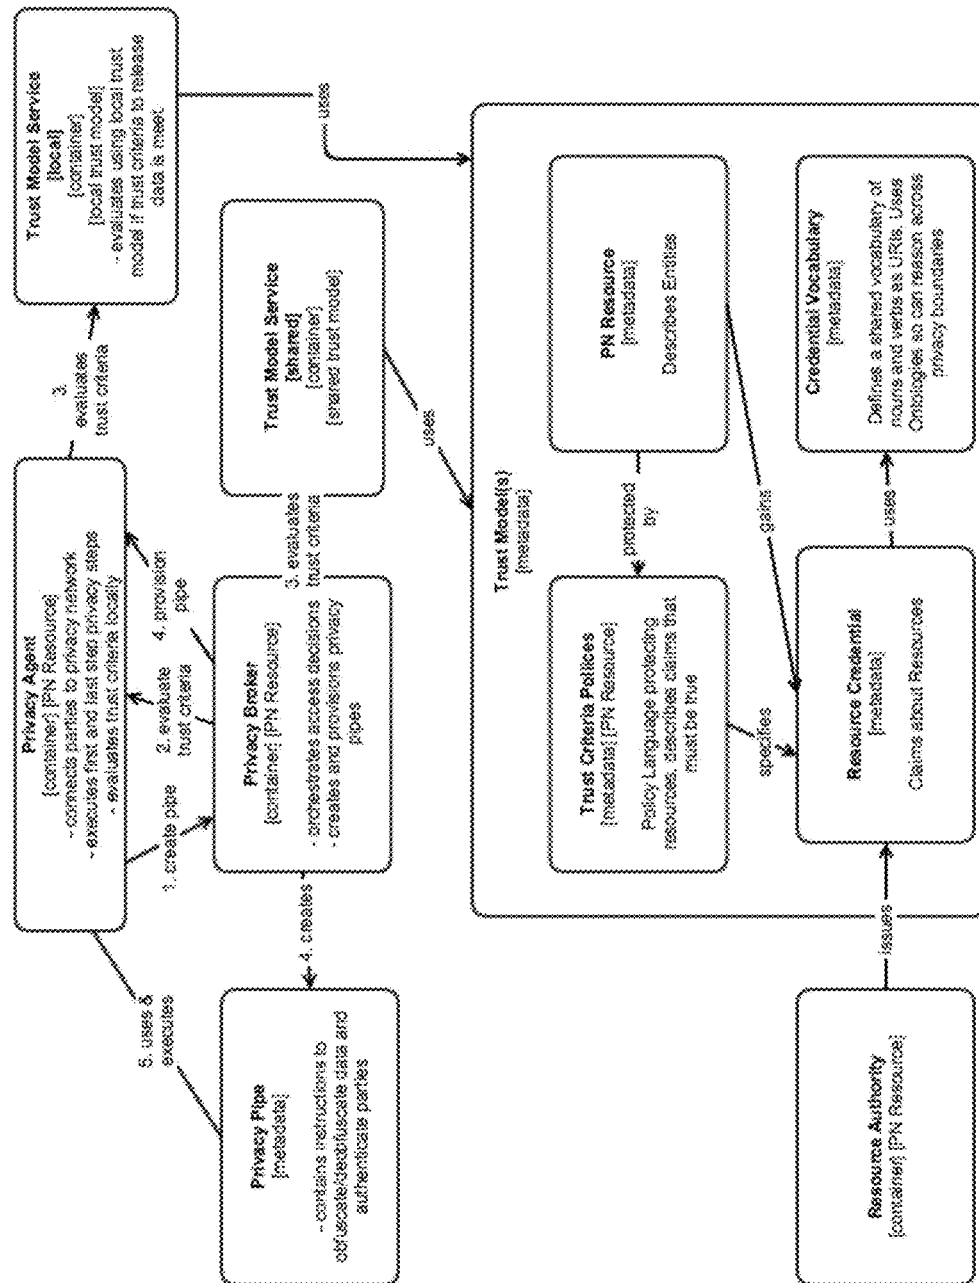 Privacy Agent
[container] [PN Resource]
- connects parties to privacy network
- executes first and last step privacy steps
- evaluates trust criteria locally
3.
evaluates
trust criteria
Trust Model Service
[local]
[container]
[local trust model]
- evaluates using local trust
model if trust criteria to release
data is meet.
5. uses &
executes
1. create pipe
2. evaluate
trust criteria
4. provision
pipe
Privacy Pipe
[metadata]
- contains instructions to
obfuscate/deobfuscate data and
authenticate parties
4. creates
Privacy Broker
[container] [PN Resource]
- orchestrates access decisions
- creates and provisions privacy
pipes
3. evaluates
trust criteria
Trust Model Service
[shared]
[container]
[shared trust model]
uses
uses
Trust Model(s)
[metadata]
Trust Criteria Polices
[metadata] [PN Resource]
Policy Language protecting
resources, describes claims that
must be true
protected
by
PN Resource
[metadata]
Describes Entities
specifies
gains
Resource Authority
[container] [PN Resource]
issues
Resource Credential
[metadata]
Claims about Resources
uses
Credential Vocabulary
[metadata]
Defines a shared vocabulary of
nouns and verbs as URIs. Uses
Ontologies so can reason across
privacy boundaries